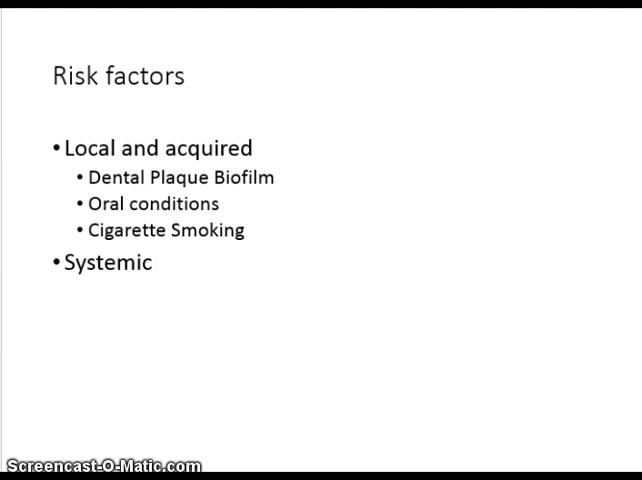 Risk factors
• Local and acquired
• Dental Plaque Biofilm
• Oral conditions
• Cigarette Smoking
• Systemic
Screencast-O-Matic.com